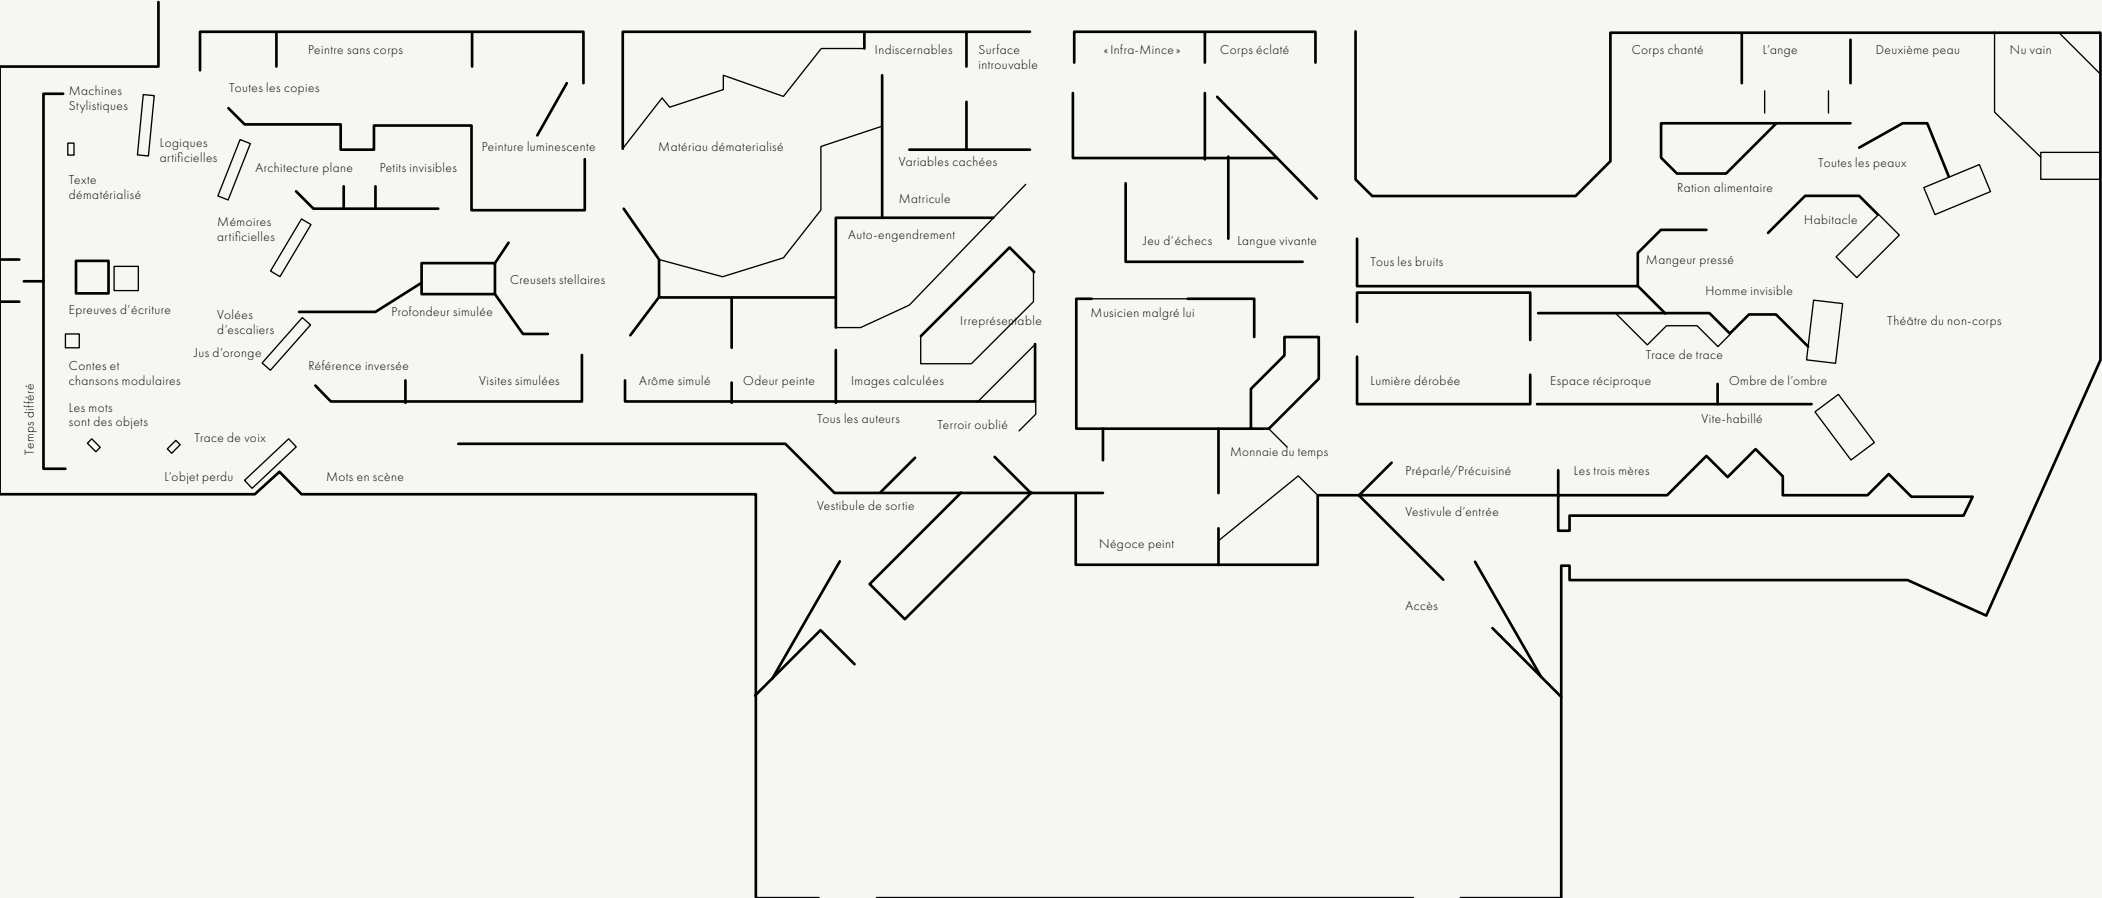 Peintre sans corps
Indiscernables
Surface
introuvable
«Infra-Mince»
Corps éclaté
Corps chanté
L’ange
Deuxième peau
Nu vain
Machines
Stylistiques
Toutes les copies
Logiques
artificielles
Architecture plane
Petits invisibles
Peinture luminescente
Matériau dématerialisé
Variables cachées
Toutes les peaux
Texte
dématérialisé
Ration alimentaire
Matricule
Mémoires
artificielles
Auto-engendrement
Jeu d’échecs
Langue vivante
Habitacle
Tous les bruits
Mangeur pressé
Creusets stellaires
Homme invisible
Epreuves d’écriture
Profondeur simulée
Volées
d’escaliers
Irreprésentable
Musicien malgré lui
Théâtre du non-corps
Jus d’oronge
Trace de trace
Contes et
chansons modulaires
Référence inversée
Visites simulées
Arôme simulé
Odeur peinte
Images calculées
Lumière dérobée
Espace réciproque
Ombre de l’ombre
Temps différé
Les mots
sont des objets
Tous les auteurs
Terroir oublié
Vite-habillé
Trace de voix
Monnaie du temps
L’objet perdu
Mots en scène
Préparlé/Précuisiné
Les trois mères
Vestibule de sortie
Vestivule d’entrée
Négoce peint
Accès